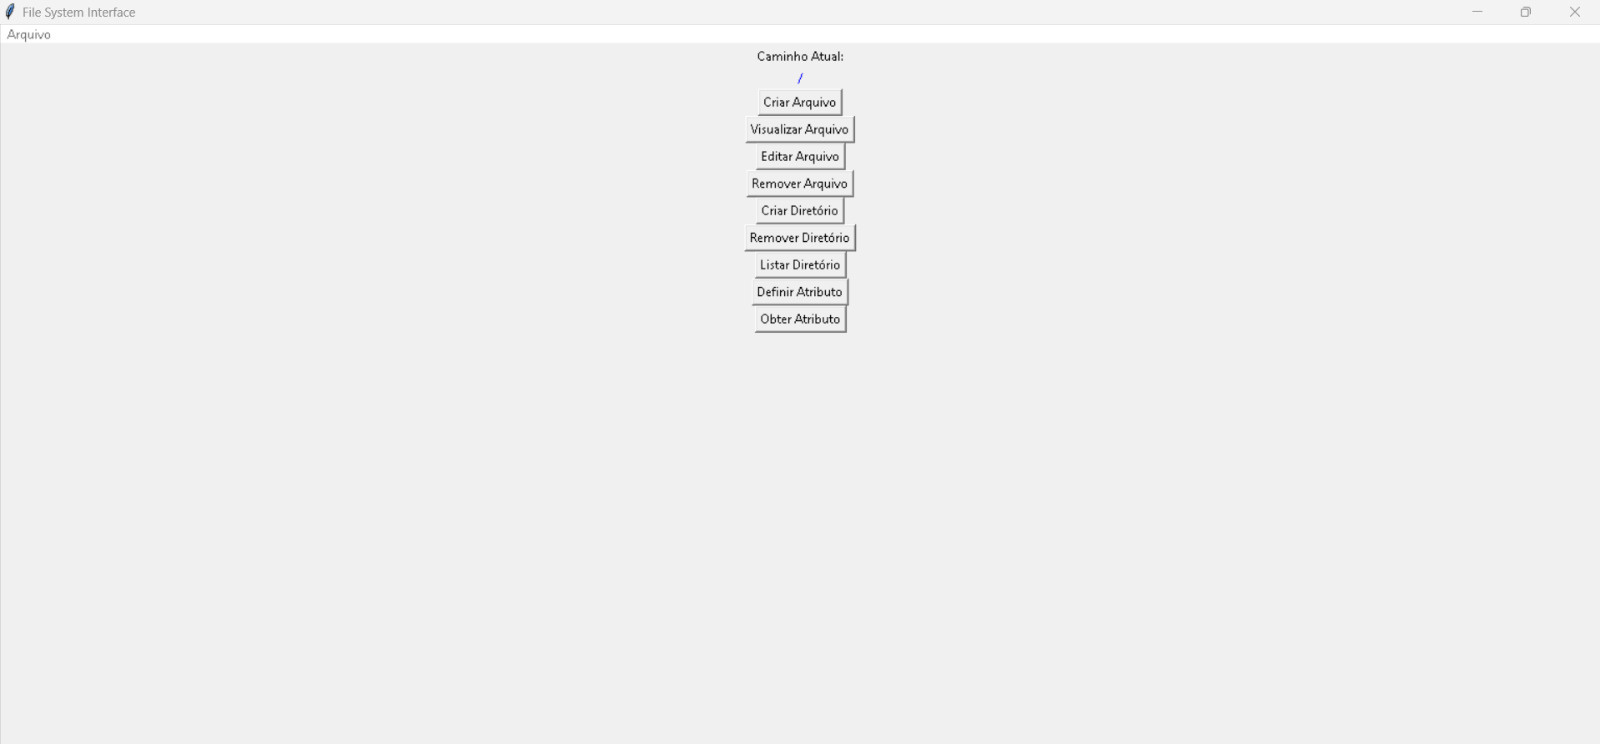 File System Interface
Arquivo
Caminho Atual:
/
Criar Arquivo
Visualizar Arquivo
Editar Arquivo
Remover Arquivo
Criar Diretório
Remover Diretório
Listar Diretório
Definir Atributo
Obter Atributo